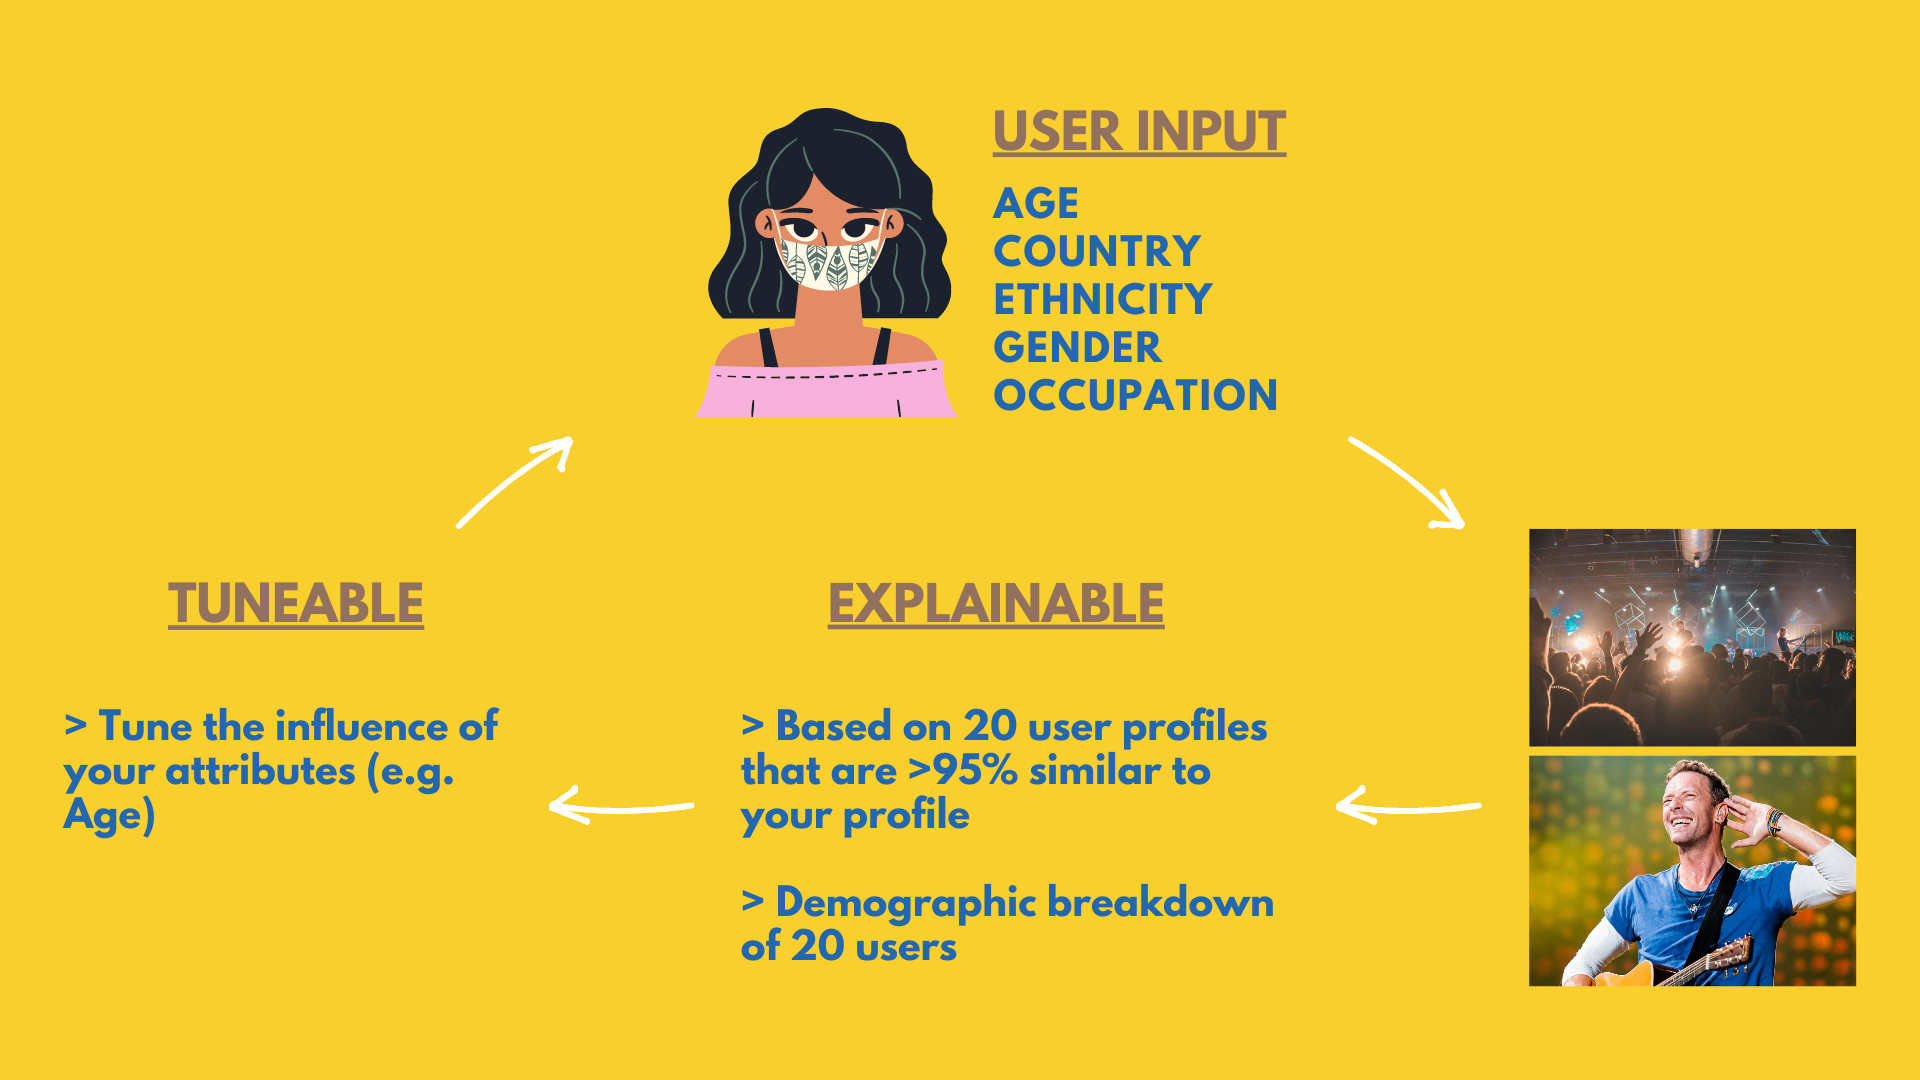 USER INPUT
AGE
COUNTRY
ETHNICITY
GENDER
OCCUPATION
TUNEABLE
> Tune the influence of
your attributes (e.g.
Age)
EXPLAINABLE
> Based on 20 user profiles
that are >95% similar to
your profile
> Demographic breakdown
of 20 users